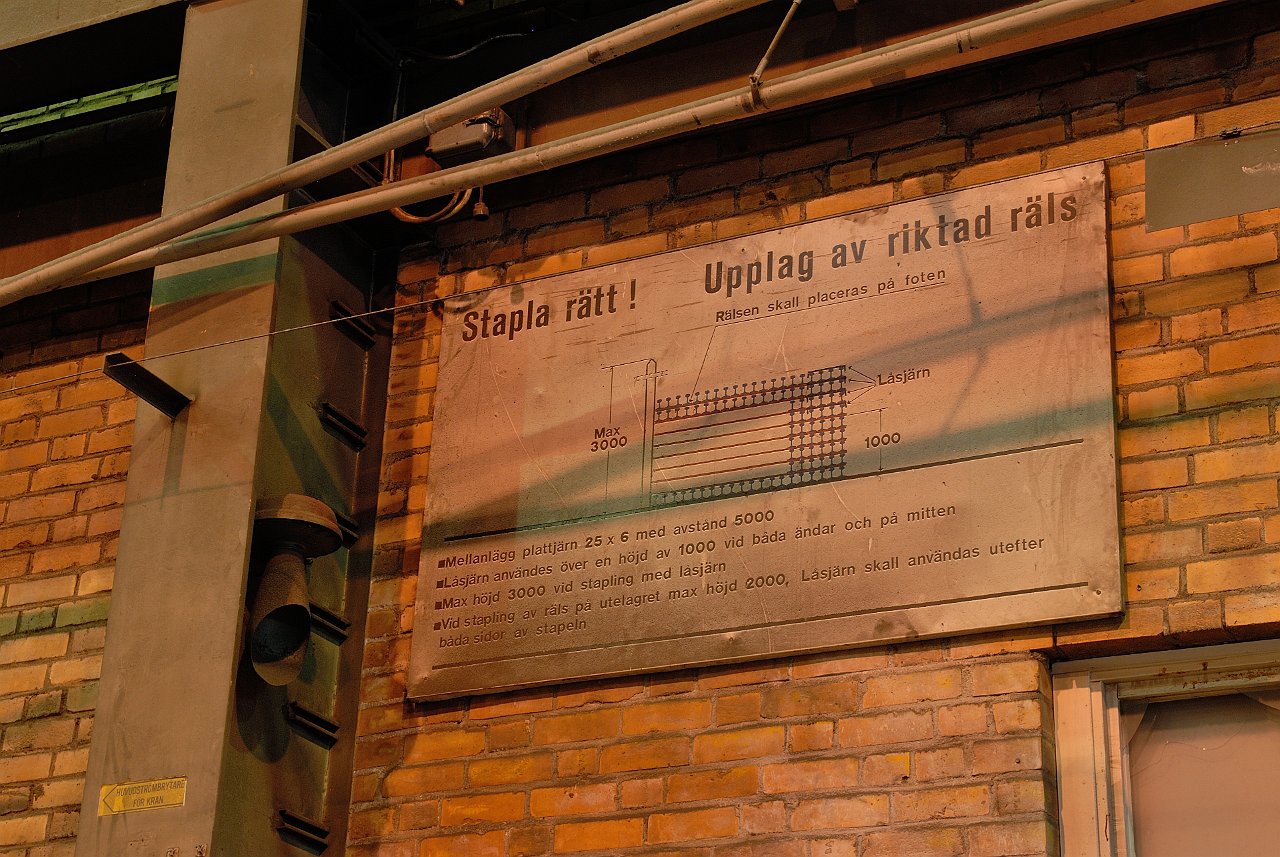 Stapla rätt !
Upplag av riktad räls
Rälsen skall placeras på foten
Låsjärn
Max
3000
1000
■Mellanlägg plattjärn 25 x 6 med avstånd 5000
■Låsjärn användes över en höjd av 1000 vid båda ändar och på mitten
■Max höjd 3000 vid stapling med låsjärn
■Vid stapling av räls på utelagret max höjd 2000, Låsjärn skall användas utefter
båda sidor av stapeln
HUVUDSTRÖMBRYTARE
FÖR KRAN